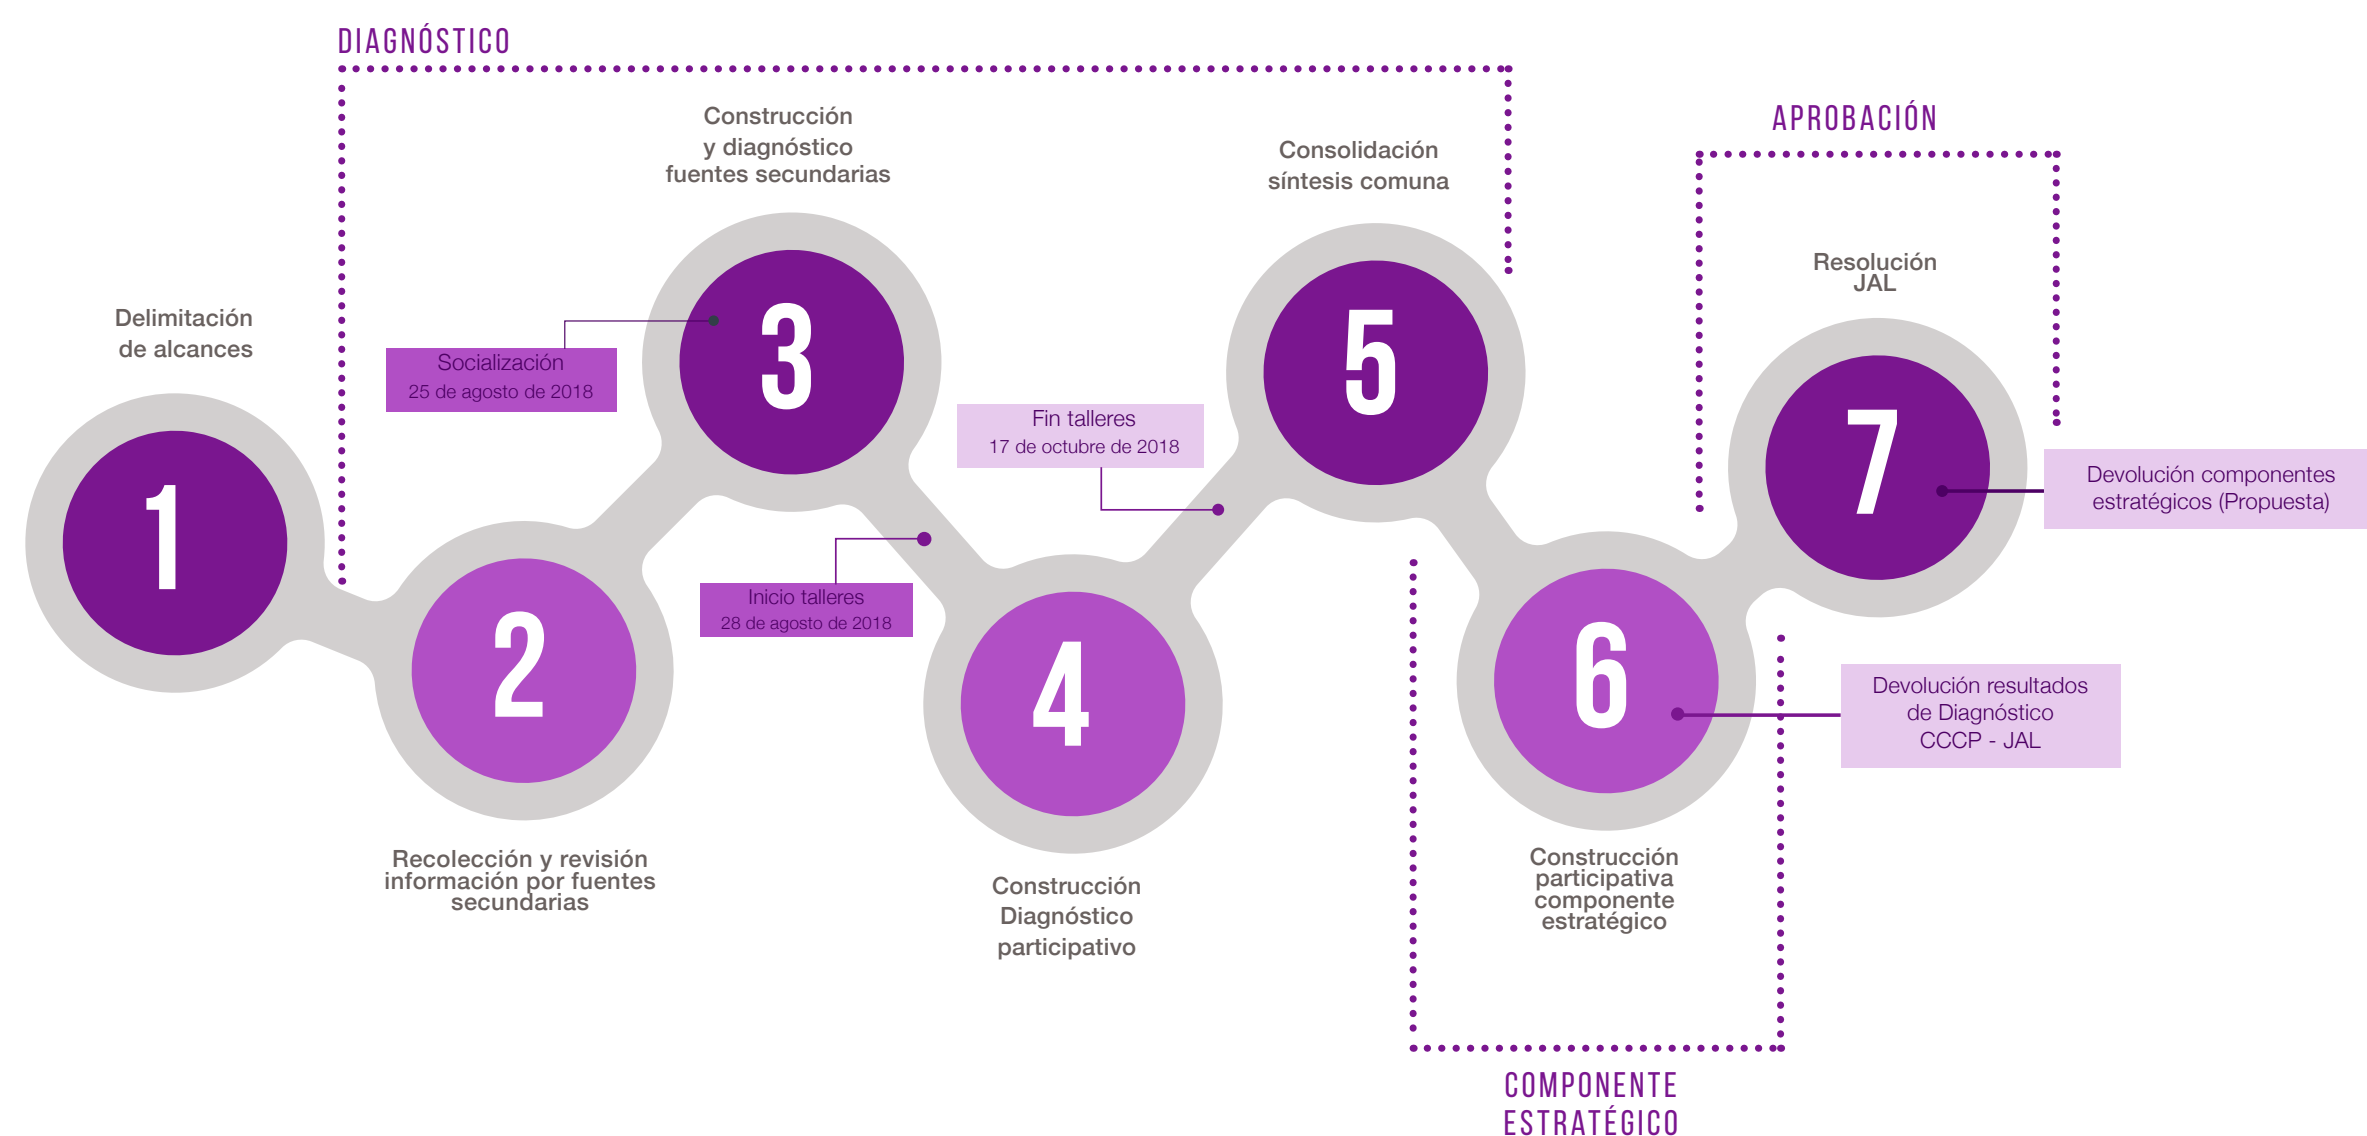 DIAGNÓSTICO
APROBACIÓN
Delimitación
de alcances
1
Recolección y revisión
información por fuentes
secundarias
2
Construcción
y diagnóstico
fuentes secundarias
3
Socialización
25 de agosto de 2018
Inicio talleres
28 de agosto de 2018
4
Construcción
Diagnóstico
participativo
Fin talleres
17 de octubre de 2018
Consolidación
síntesis comuna
5
6
Construcción
participativa
componente
estratégico
Devolución resultados
de Diagnóstico
CCCP - JAL
COMPONENTE
ESTRATÉGICO
Resolución
JAL
7
Devolución componentes
estratégicos (Propuesta)